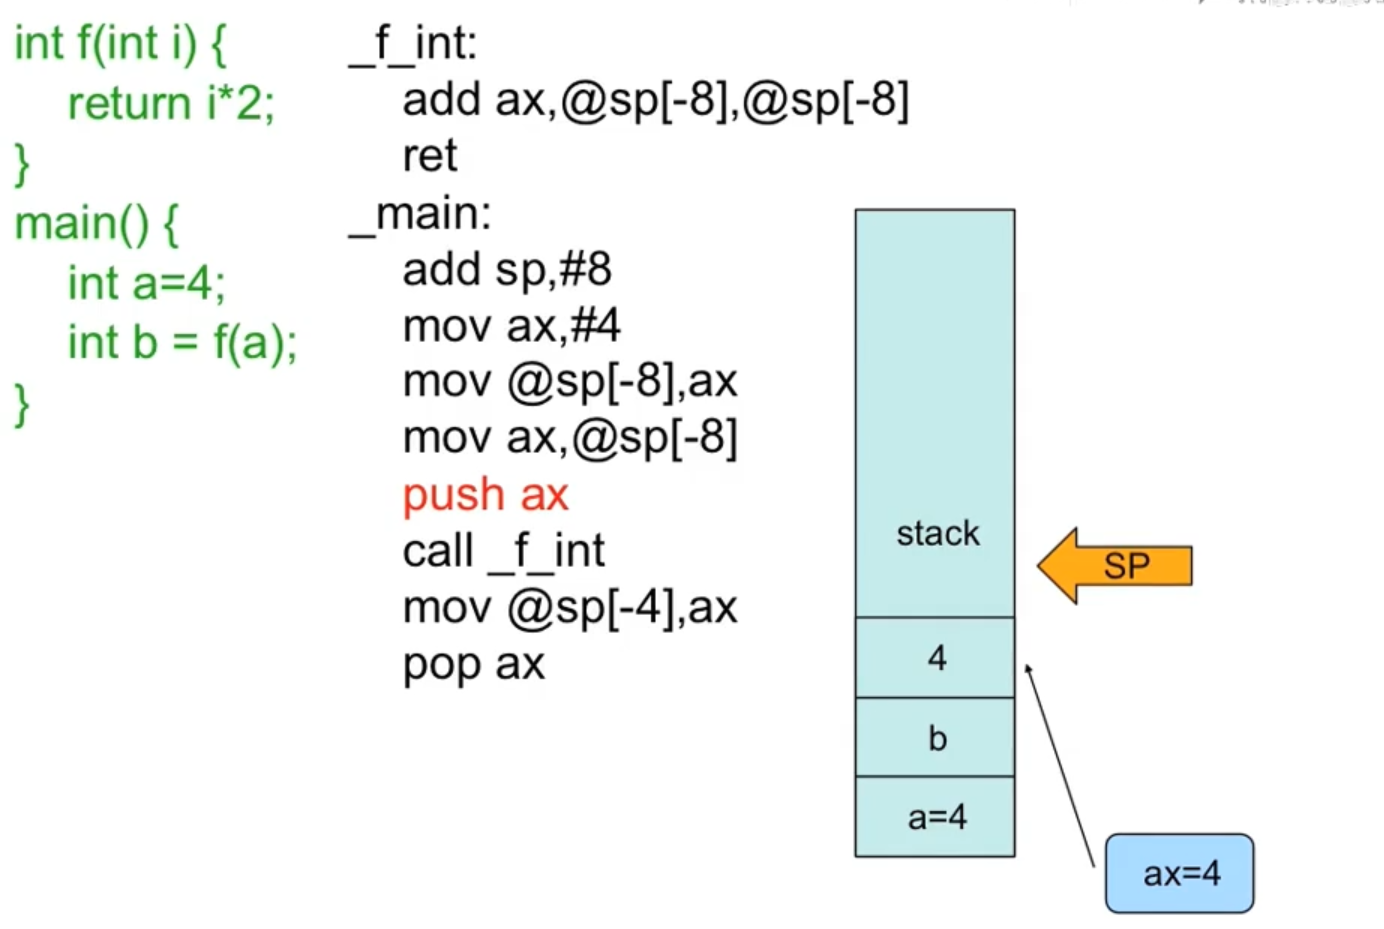 int f(int i) {
return i*2;
}
main() {
int a=4;
int b = f(a);
}
_f_int:
add ax,@sp[-8],@sp[-8]
ret
_main:
add sp,#8
mov ax,#4
mov @sp[-8],ax
mov ax,@sp[-8]
push ax
call _f_int
mov @sp[-4],ax
pop ax
stack
SP
4
b
a=4
ax=4